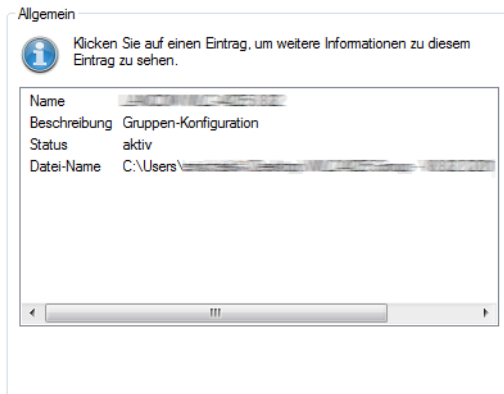 Allgemein
Klicken Sie auf einen Eintrag, um weitere Informationen zu diesem
Eintrag zu sehen.
Name
Beschreibung Gruppen-Konfiguration
Status aktiv
Datei-Name C:\Users\